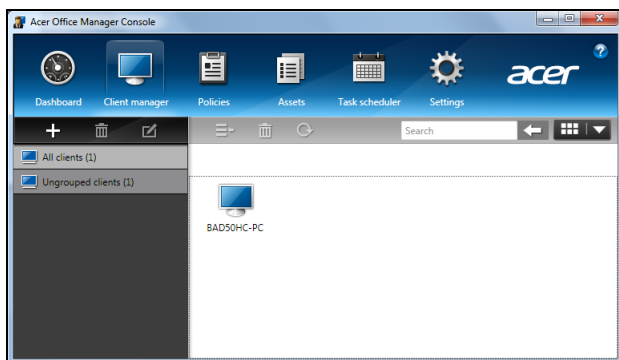 Acer Office Manager Console
acer
?
Dashboard
Client manager
Policies
Assets
Task scheduler
Settings
Search
All clients (1)
Ungrouped clients (1)
BAD50HC-PC